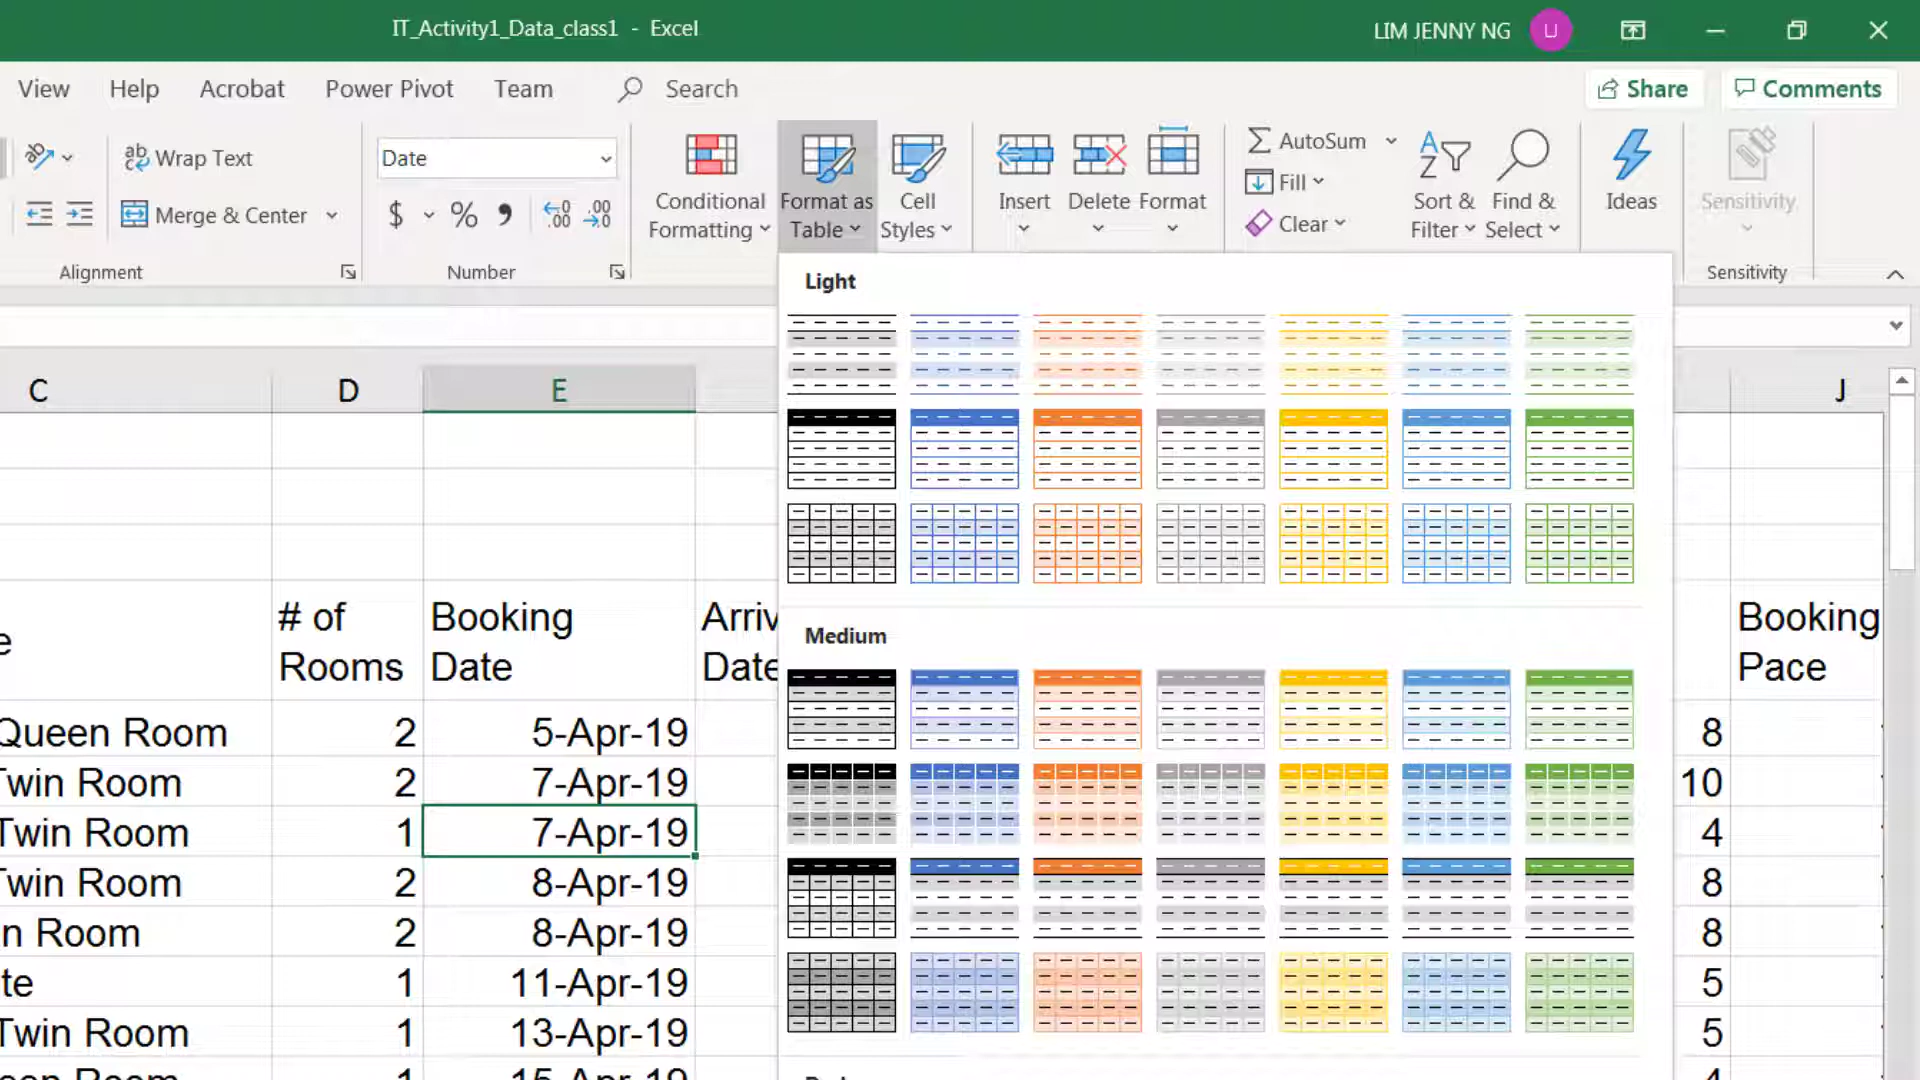 IT_Activity1_Data_class1 - Excel
LIM JENNY NG
U
View Help Acrobat Power Pivot Team Search
Share Comments
Wrap Text
Merge & Center
Alignment
Date
$ % ,
Number
Conditional Formatting
Format as Table
Cell Styles
Insert
Delete
Format
AutoSum
Fill
Clear
Sort & Filter
Find & Select
Ideas
Sensitivity
Sensitivity
Light
Medium
C D E J
# of Rooms
Booking Date
Booking Pace
Queen Room 2 5-Apr-19 8
Twin Room 2 7-Apr-19 10
Twin Room 1 7-Apr-19 4
Twin Room 2 8-Apr-19 8
n Room 2 8-Apr-19 8
te 1 11-Apr-19 5
Twin Room 1 13-Apr-19 5